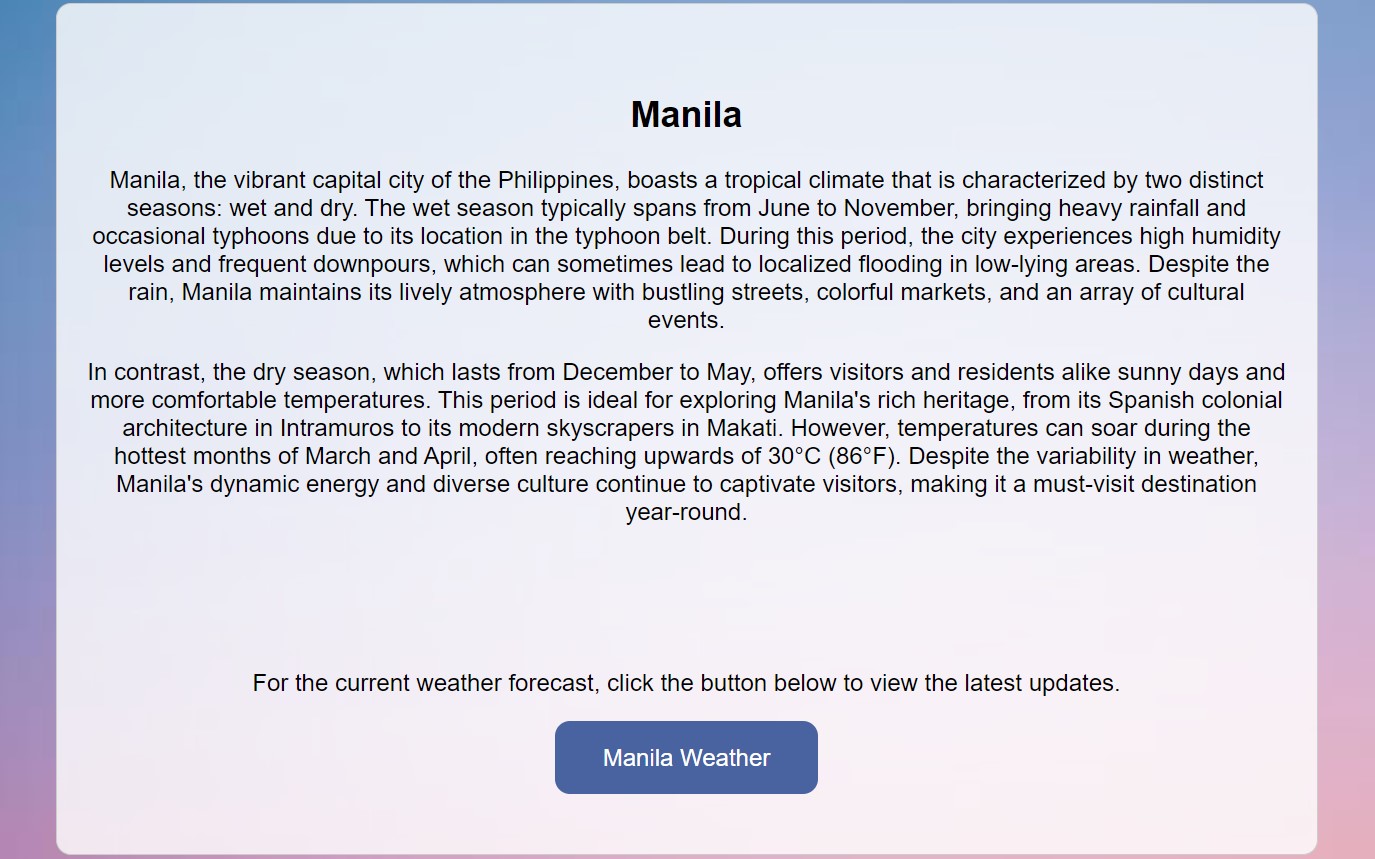 Manila
Manila, the vibrant capital city of the Philippines, boasts a tropical climate that is characterized by two distinct
seasons: wet and dry. The wet season typically spans from June to November, bringing heavy rainfall and
occasional typhoons due to its location in the typhoon belt. During this period, the city experiences high humidity
levels and frequent downpours, which can sometimes lead to localized flooding in low-lying areas. Despite the
rain, Manila maintains its lively atmosphere with bustling streets, colorful markets, and an array of cultural
events.
In contrast, the dry season, which lasts from December to May, offers visitors and residents alike sunny days and
more comfortable temperatures. This period is ideal for exploring Manila's rich heritage, from its Spanish colonial
architecture in Intramuros to its modern skyscrapers in Makati. However, temperatures can soar during the
hottest months of March and April, often reaching upwards of 30°C (86°F). Despite the variability in weather,
Manila's dynamic energy and diverse culture continue to captivate visitors, making it a must-visit destination
year-round.
For the current weather forecast, click the button below to view the latest updates.
Manila Weather